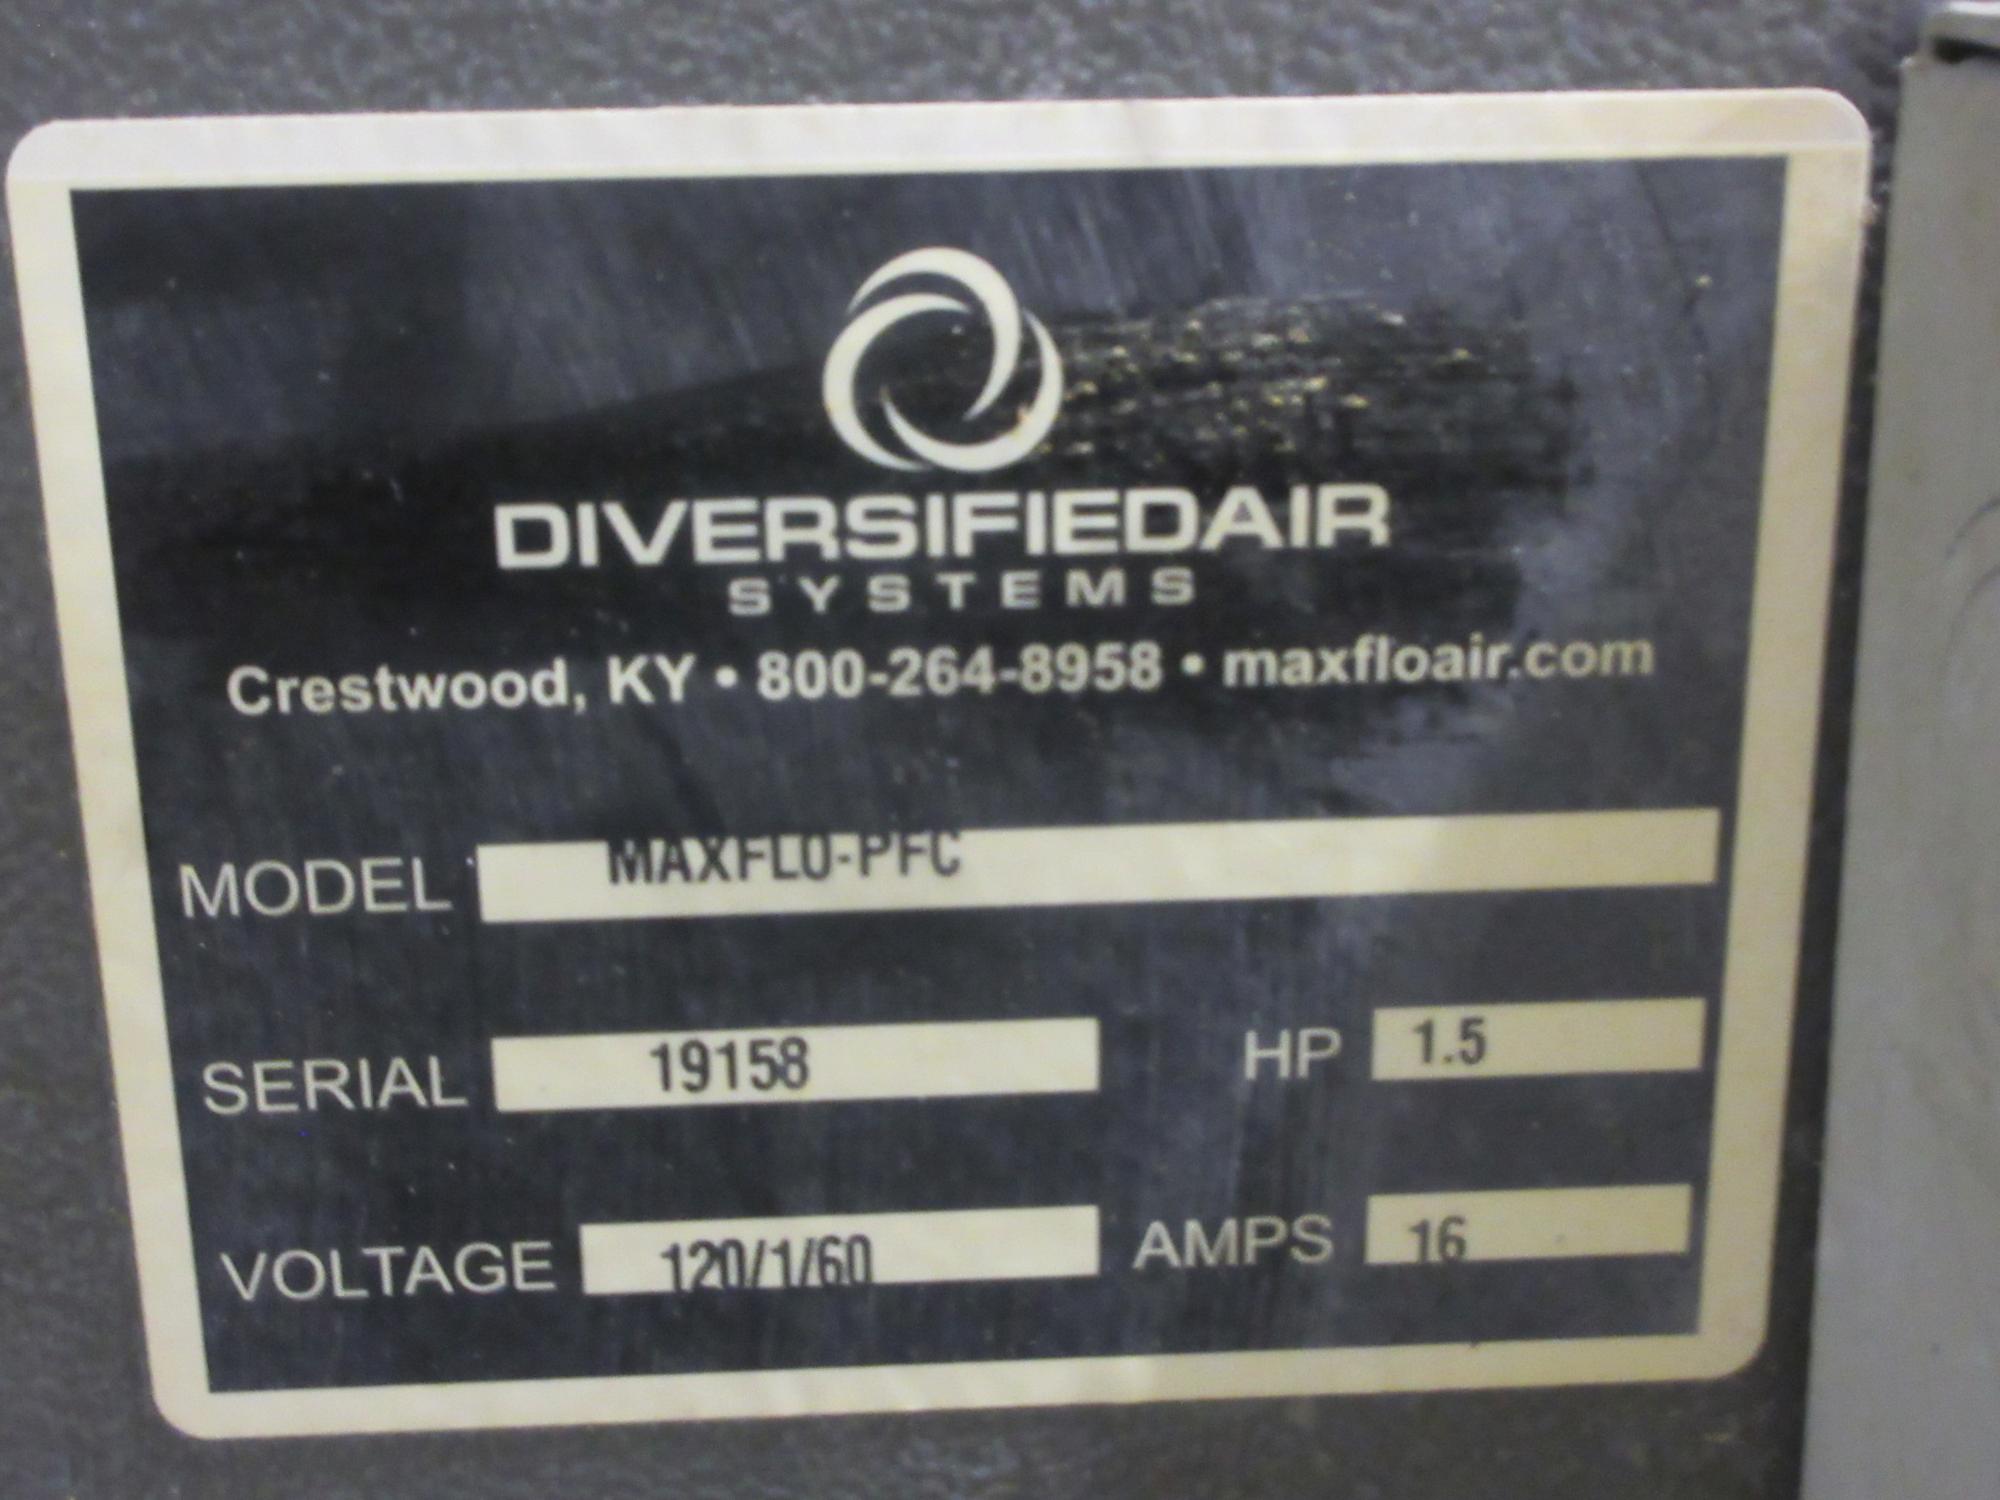 DIVERSIFIEDAIR
SYSTEMS
Crestwood, KY • 800-264-8958 • maxfloair.com
MODEL MAXFLO-PFC
SERIAL 19158 HP 1.5
VOLTAGE 120/1/60 AMPS 16